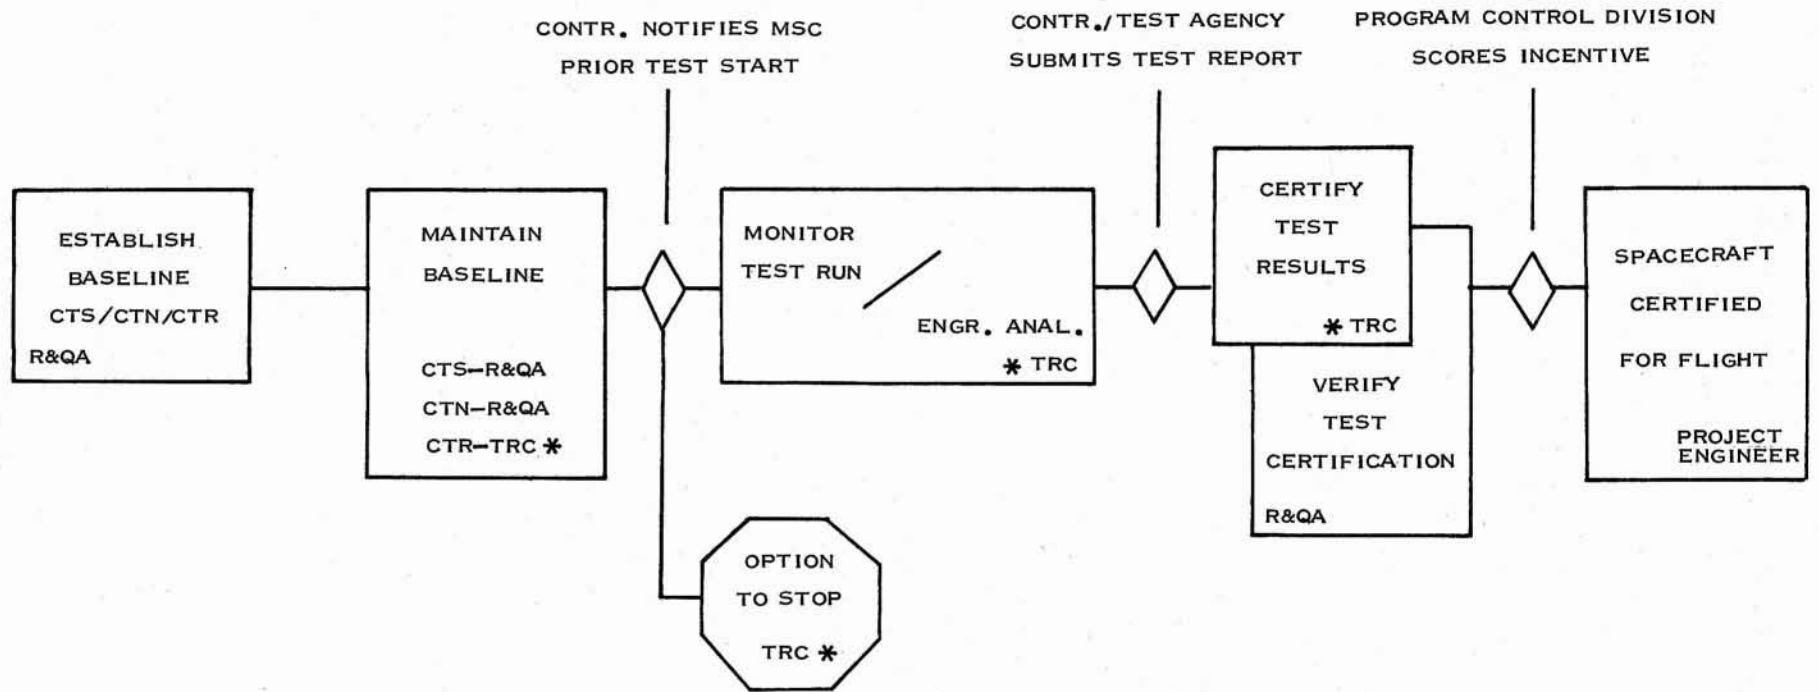 CONTR. NOTIFIES MSC
PRIOR TEST START
CONTR./TEST AGENCY
SUBMITS TEST REPORT
PROGRAM CONTROL DIVISION
SCORES INCENTIVE
ESTABLISH
BASELINE
CTS/CTN/CTR
R&QA
MAINTAIN
BASELINE
CTS-R&QA
CTN-R&QA
CTR-TRC *
MONITOR
TEST RUN
ENGR. ANAL.
* TRC
CERTIFY
TEST
RESULTS
* TRC
VERIFY
TEST
CERTIFICATION
R&QA
SPACECRAFT
CERTIFIED
FOR FLIGHT
PROJECT
ENGINEER
OPTION
TO STOP
TRC *